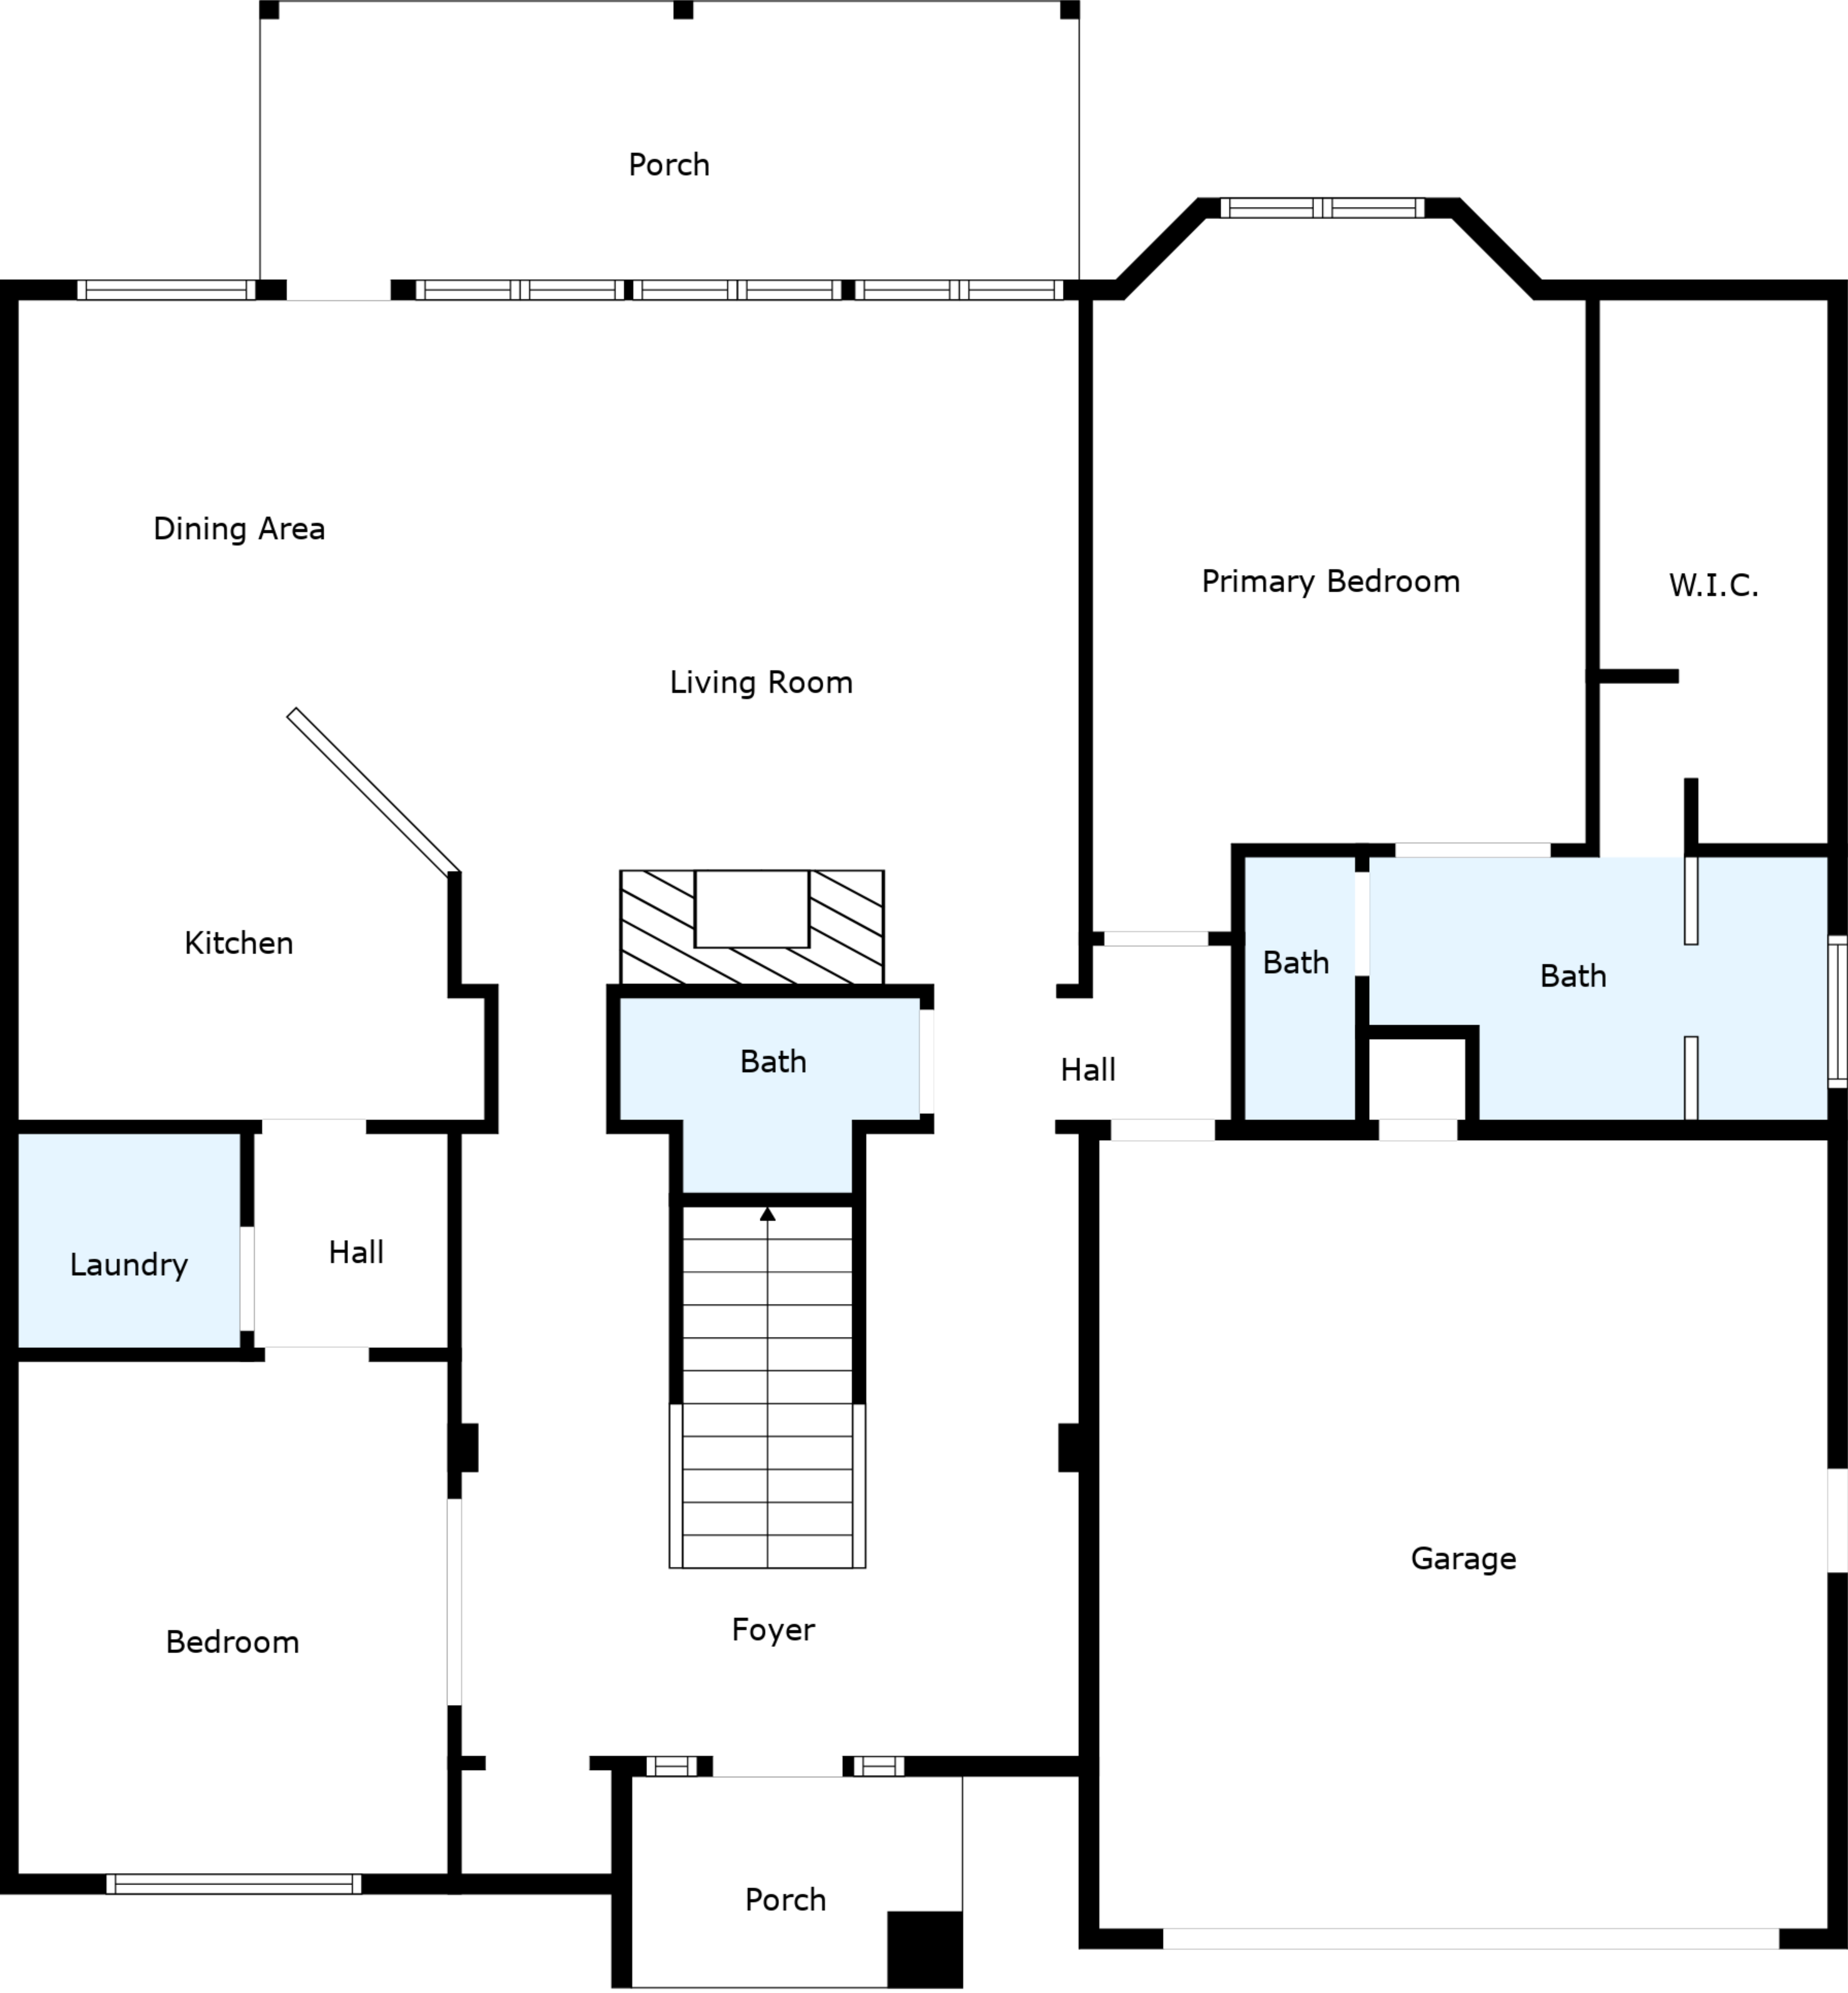 Porch
Dining Area
Primary Bedroom
W.I.C.
Living Room
Kitchen
Bath
Bath
Bath
Hall
Laundry
Hall
Garage
Foyer
Bedroom
Porch